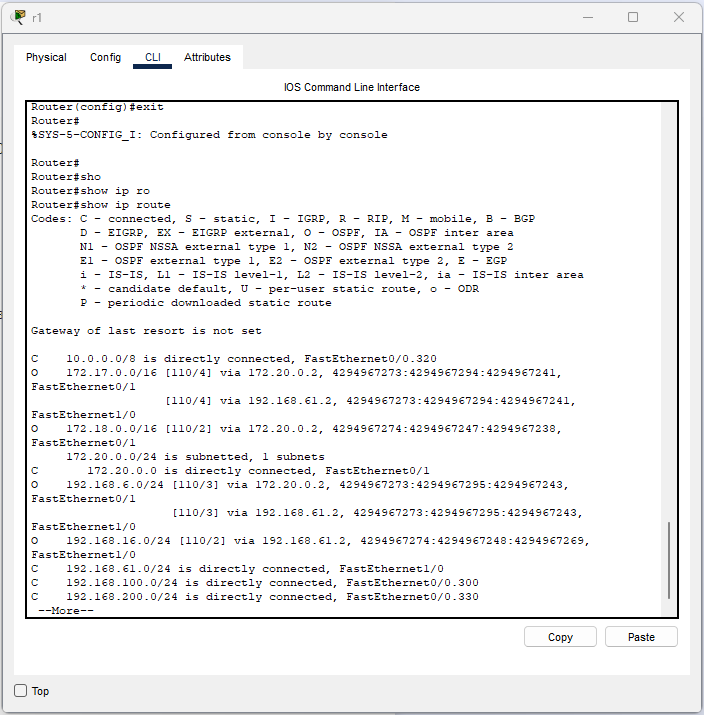 r1
Physical Config CLI Attributes
IOS Command Line Interface
Router(config)#exit
Router#
%SYS-5-CONFIG_I: Configured from console by console
Router#
Router#sho
Router#show ip ro
Router#show ip route
Codes: C - connected, S - static, I - IGRP, R - RIP, M - mobile, B - BGP
D - EIGRP, EX - EIGRP external, O - OSPF, IA - OSPF inter area
N1 - OSPF NSSA external type 1, N2 - OSPF NSSA external type 2
E1 - OSPF external type 1, E2 - OSPF external type 2, E - EGP
i - IS-IS, L1 - IS-IS level-1, L2 - IS-IS level-2, ia - IS-IS inter area
* - candidate default, U - per-user static route, o - ODR
P - periodic downloaded static route
Gateway of last resort is not set
C 10.0.0.0/8 is directly connected, FastEthernet0/0.320
O 172.17.0.0/16 [110/4] via 172.20.0.2, 4294967273:4294967294:4294967241,
FastEthernet0/1
[110/4] via 192.168.61.2, 4294967273:4294967294:4294967241,
FastEthernet1/0
O 172.18.0.0/16 [110/2] via 172.20.0.2, 4294967274:4294967247:4294967238,
FastEthernet0/1
172.20.0.0/24 is subnetted, 1 subnets
C 172.20.0.0 is directly connected, FastEthernet0/1
O 192.168.6.0/24 [110/3] via 172.20.0.2, 4294967273:4294967295:4294967243,
FastEthernet0/1
[110/3] via 192.168.61.2, 4294967273:4294967295:4294967243,
FastEthernet1/0
O 192.168.16.0/24 [110/2] via 192.168.61.2, 4294967274:4294967248:4294967269,
FastEthernet1/0
C 192.168.61.0/24 is directly connected, FastEthernet1/0
C 192.168.100.0/24 is directly connected, FastEthernet0/0.300
C 192.168.200.0/24 is directly connected, FastEthernet0/0.330
--More--
Copy Paste
Top